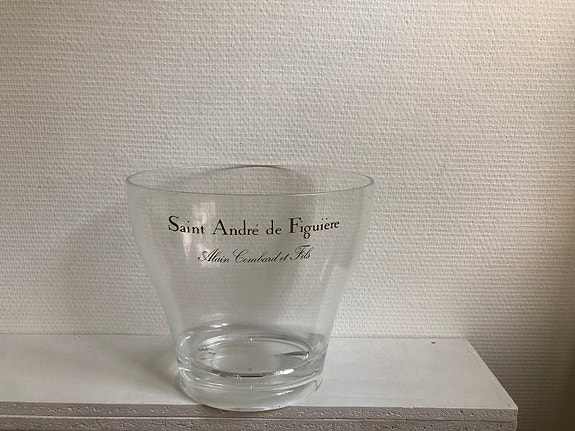 Saint André de Figuière
Alain Combard et Fils